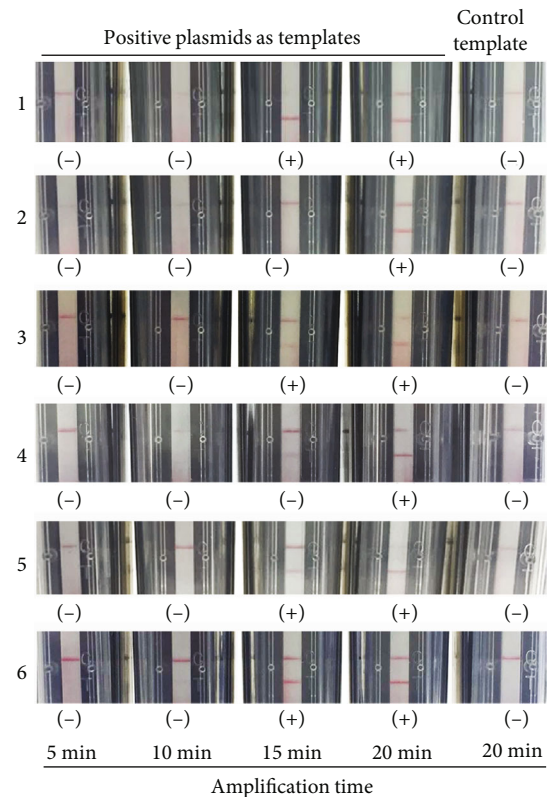 Positive plasmids as templates
Control
template
1
(–) (–) (+) (+) (–)
2
(–) (–) (–) (+) (–)
3
(–) (–) (+) (+) (–)
4
(–) (–) (–) (+) (–)
5
(–) (–) (+) (+) (–)
6
(–) (–) (+) (+) (–)
5 min 10 min 15 min 20 min 20 min
Amplification time